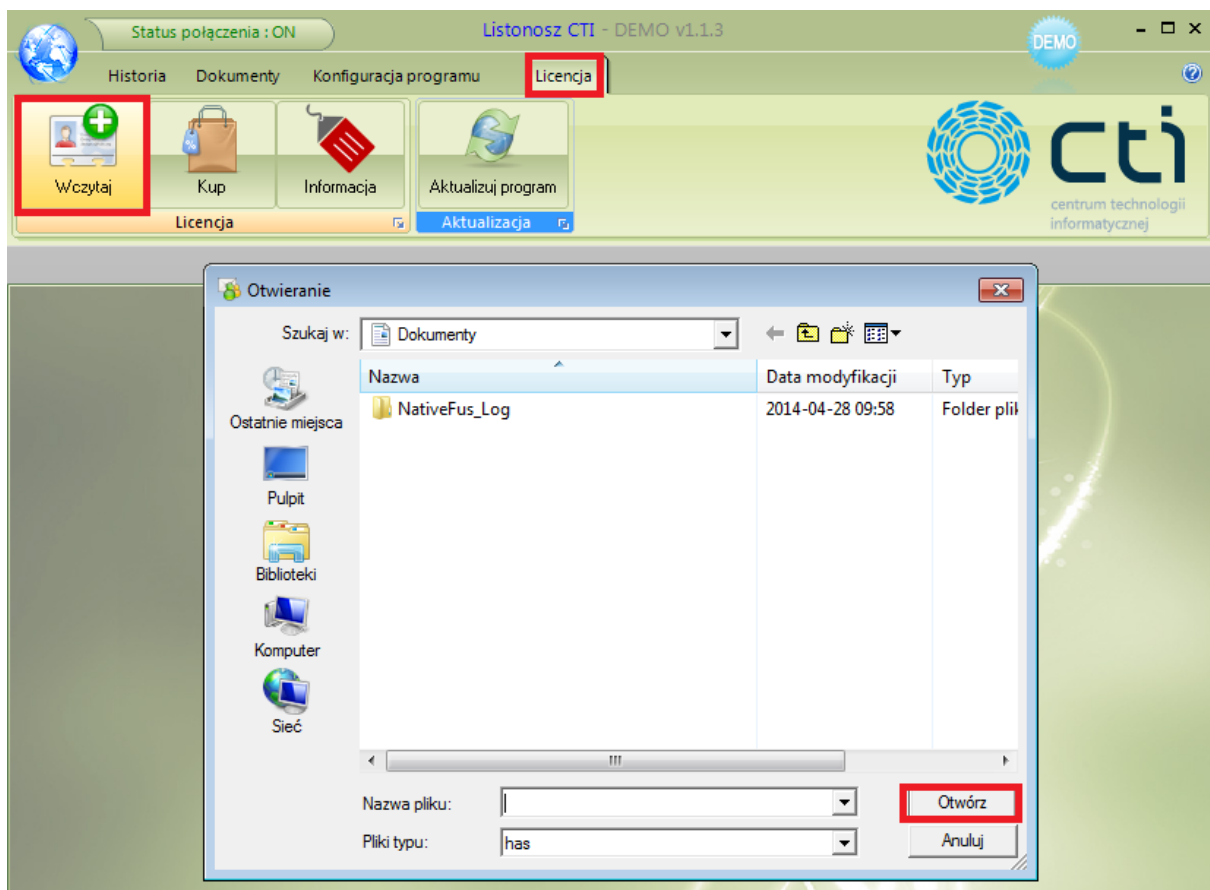 Status połączenia : ON
Listonosz CTI - DEMO v1.1.3
DEMO
Historia Dokumenty Konfiguracja programu Licencja
Wczytaj Kup Informacja Aktualizuj program
Licencja Aktualizacja
cti
centrum technologii
informatycznej
Otwieranie
Szukaj w: Dokumenty
Nazwa Data modyfikacji Typ
NativeFus_Log 2014-04-28 09:58 Folder plik
Ostatnie miejsca
Pulpit
Biblioteki
Komputer
Sieć
Nazwa pliku: Otwórz
Pliki typu: has Anuluj